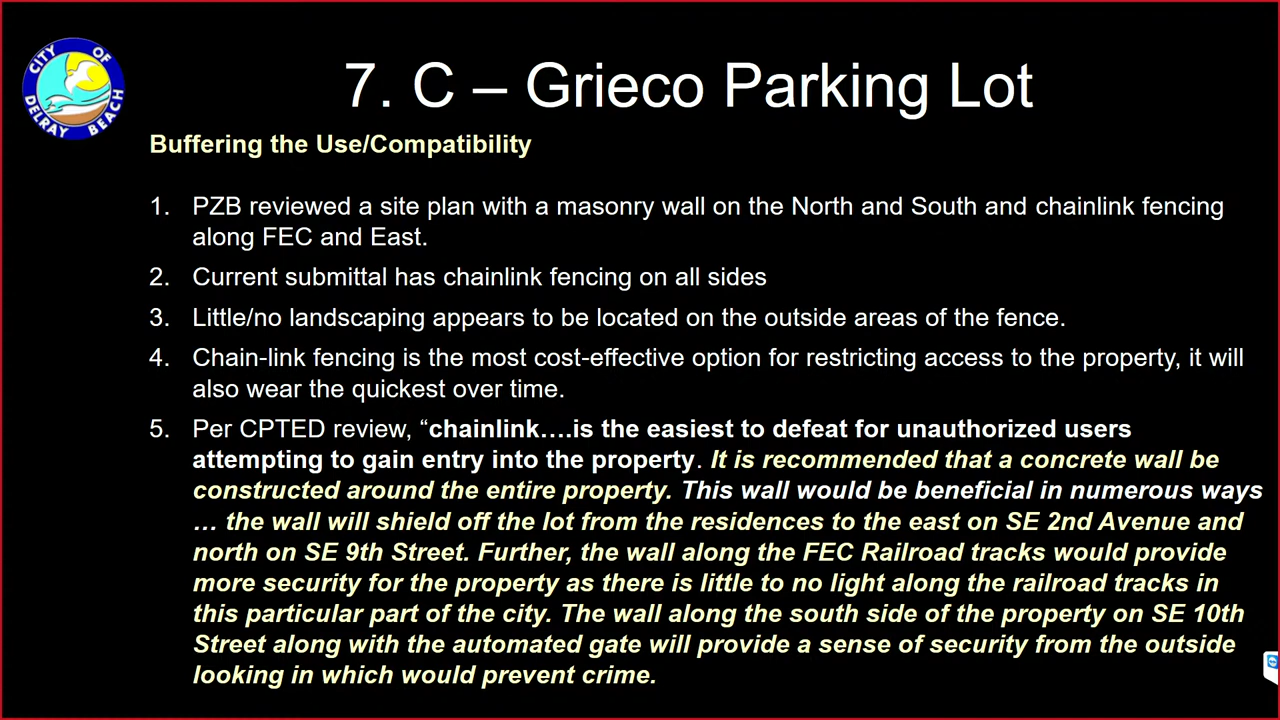 CITY OF
DELRAY BEACH
7. C – Grieco Parking Lot
Buffering the Use/Compatibility
1. PZB reviewed a site plan with a masonry wall on the North and South and chainlink fencing
along FEC and East.
2. Current submittal has chainlink fencing on all sides
3. Little/no landscaping appears to be located on the outside areas of the fence.
4. Chain-link fencing is the most cost-effective option for restricting access to the property, it will
also wear the quickest over time.
5. Per CPTED review, “chainlink….is the easiest to defeat for unauthorized users
attempting to gain entry into the property. It is recommended that a concrete wall be
constructed around the entire property. This wall would be beneficial in numerous ways
… the wall will shield off the lot from the residences to the east on SE 2nd Avenue and
north on SE 9th Street. Further, the wall along the FEC Railroad tracks would provide
more security for the property as there is little to no light along the railroad tracks in
this particular part of the city. The wall along the south side of the property on SE 10th
Street along with the automated gate will provide a sense of security from the outside
looking in which would prevent crime.